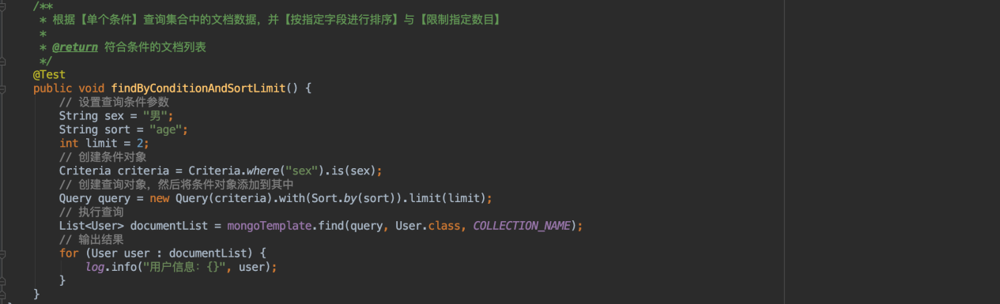 /**
 * 根据【单个条件】查询集合中的文档数据，并【按指定字段进行排序】与【限制指定数目】
 *
 * @return 符合条件的文档列表
 */
@Test
public void findByConditionAndSortLimit() {
    // 设置查询条件参数
    String sex = "男";
    String sort = "age";
    int limit = 2;
    // 创建条件对象
    Criteria criteria = Criteria.where("sex").is(sex);
    // 创建查询对象，然后将条件对象添加到其中
    Query query = new Query(criteria).with(Sort.by(sort)).limit(limit);
    // 执行查询
    List<User> documentList = mongoTemplate.find(query, User.class, COLLECTION_NAME);
    // 输出结果
    for (User user : documentList) {
        log.info("用户信息：{}", user);
    }
}